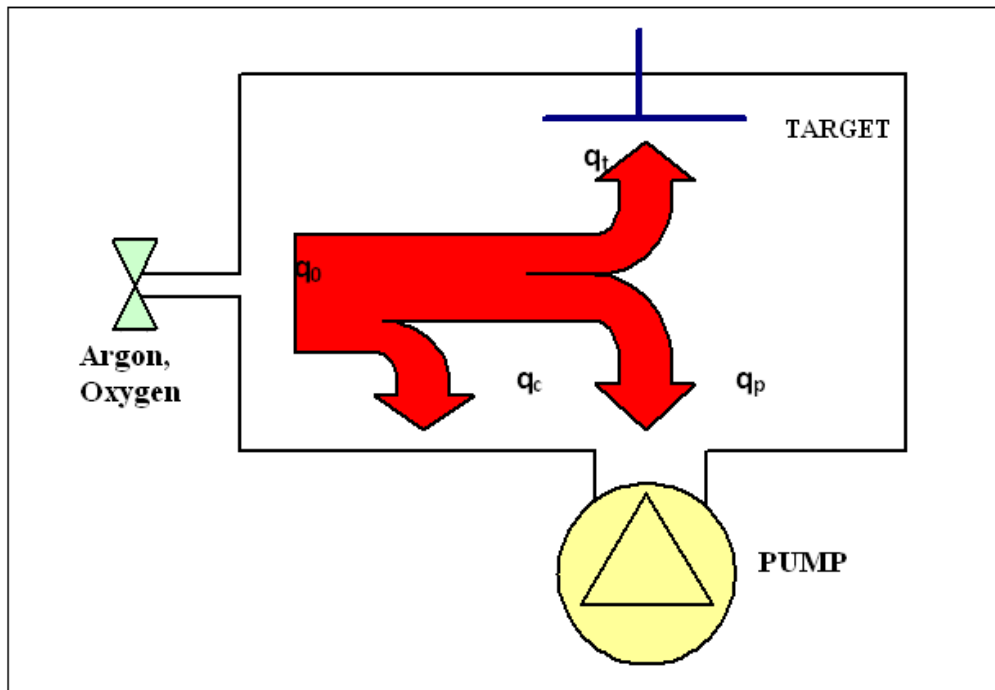 TARGET
qt
q0
Argon,
Oxygen
qc
qp
PUMP